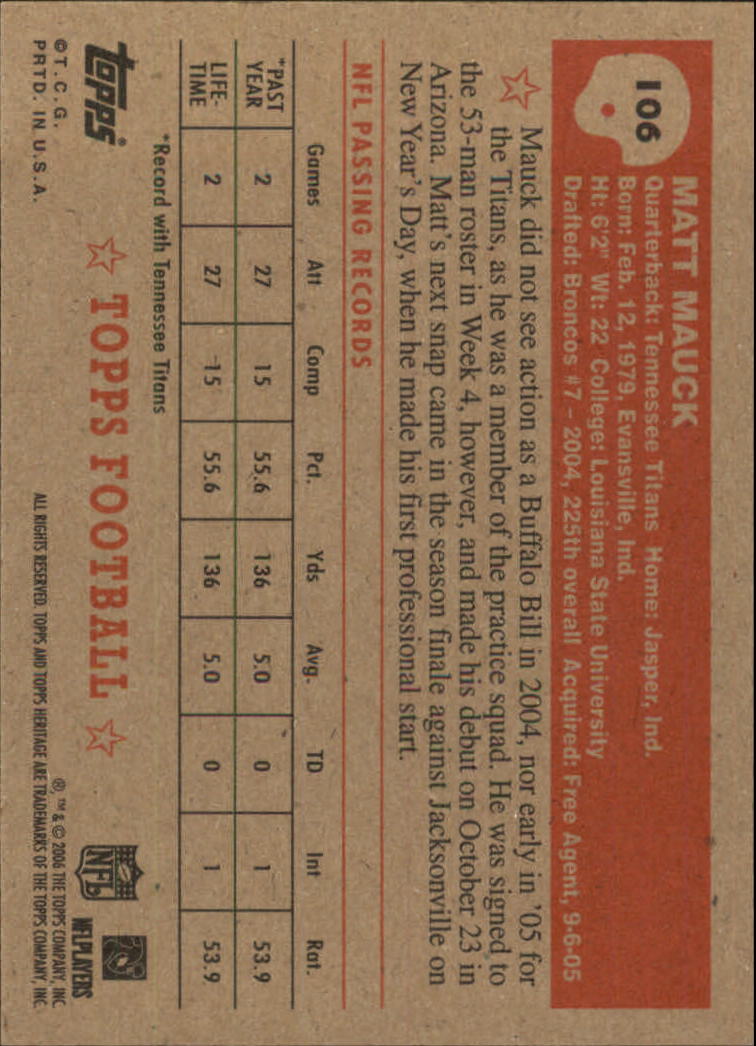 106
MATT MAUCK
Quarterback: Tennessee Titans Home: Jasper, Ind.
Born: Feb. 12, 1979, Evansville, Ind.
Ht: 6'2" Wt: 22 College: Louisiana State University
Drafted: Broncos #7 – 2004, 225th overall Acquired: Free Agent, 9-6-05
Mauck did not see action as a Buffalo Bill in 2004, nor early in '05 for
the Titans, as he was a member of the practice squad. He was signed to
the 53-man roster in Week 4, however, and made his debut on October 23 in
Arizona. Matt's next snap came in the season finale against Jacksonville on
New Year's Day, when he made his first professional start.
NFL PASSING RECORDS
Games Att Comp Pct. Yds Avg. TD Int Rat.
*PAST YEAR 2 27 15 55.6 136 5.0 0 1 53.9
LIFE-TIME 2 27 15 55.6 136 5.0 0 1 53.9
*Record with Tennessee Titans
topps® TOPPS FOOTBALL NFL NFLPLAYERS
©T.C.G.
PRTD. IN U.S.A.
®, ™ & © 2006 THE TOPPS COMPANY, INC.
ALL RIGHTS RESERVED. TOPPS AND TOPPS HERITAGE ARE TRADEMARKS OF THE TOPPS COMPANY, INC.